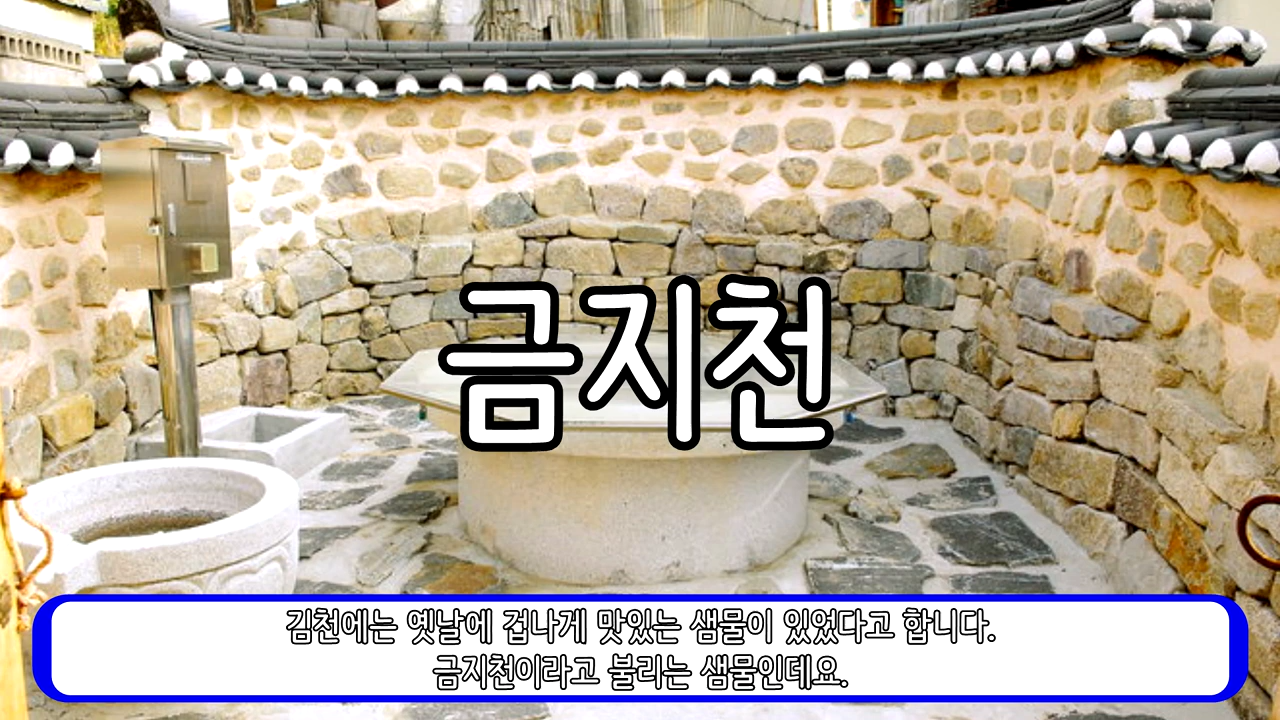 금지천
김천에는 옛날에 겁나게 맛있는 샘물이 있었다고 합니다.
금지천이라고 불리는 샘물인데요.